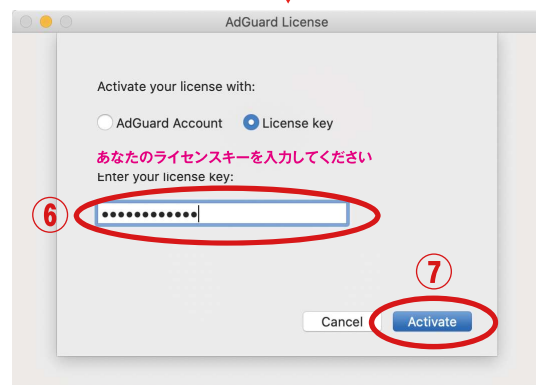 AdGuard License
Activate your license with:
AdGuard Account License key
あなたのライセンスキーを入力してください
Enter your license key:
⑥ ••••••••••••
⑦
Cancel Activate